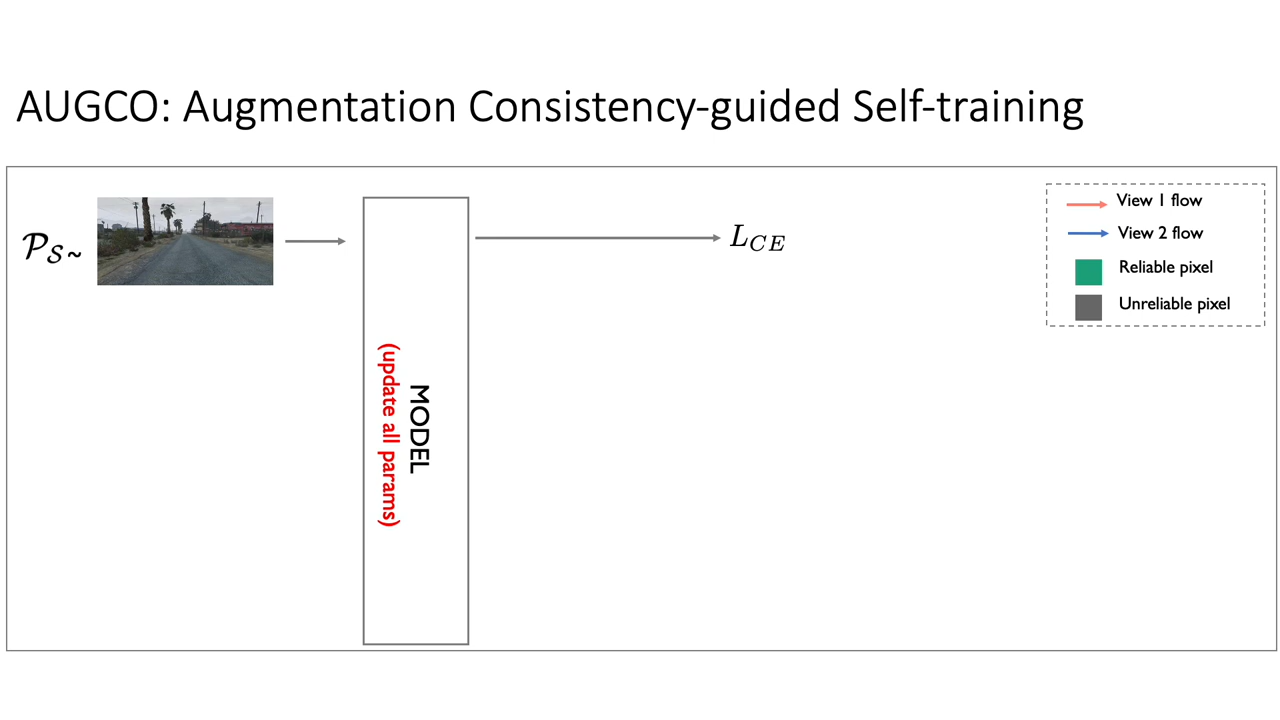 AUGCO: Augmentation Consistency-guided Self-training
𝒫𝒮~
L_CE
View 1 flow
View 2 flow
Reliable pixel
Unreliable pixel
MODEL
(update all params)